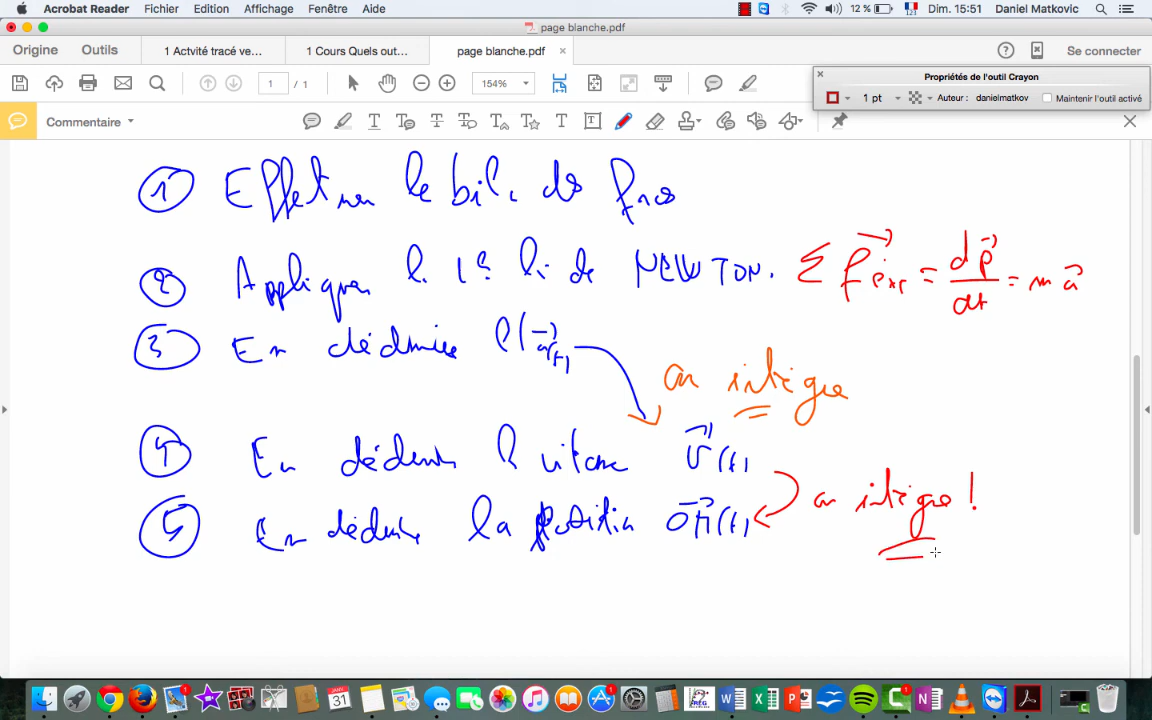 Acrobat Reader Fichier Edition Affichage Fenêtre Aide 12 % Dim. 15:51 Daniel Matkovic
page blanche.pdf
Origine Outils 1 Activté tracé ve... 1 Cours Quels out... page blanche.pdf × Se connecter
1 / 1 154%
Propriétés de l'outil Crayon
1 pt Auteur : danielmatkov Maintenir l'outil activé
Commentaire
① Effectuer le bilan des forces
② Appliquer la 2e loi de NEWTON. Σ F⃗ext = dp⃗/dt = m a⃗
③ En déduire a⃗(t)
on intègre
④ En déduire la vitesse v⃗(t)
on intègre !
⑤ En déduire la position OM⃗(t)